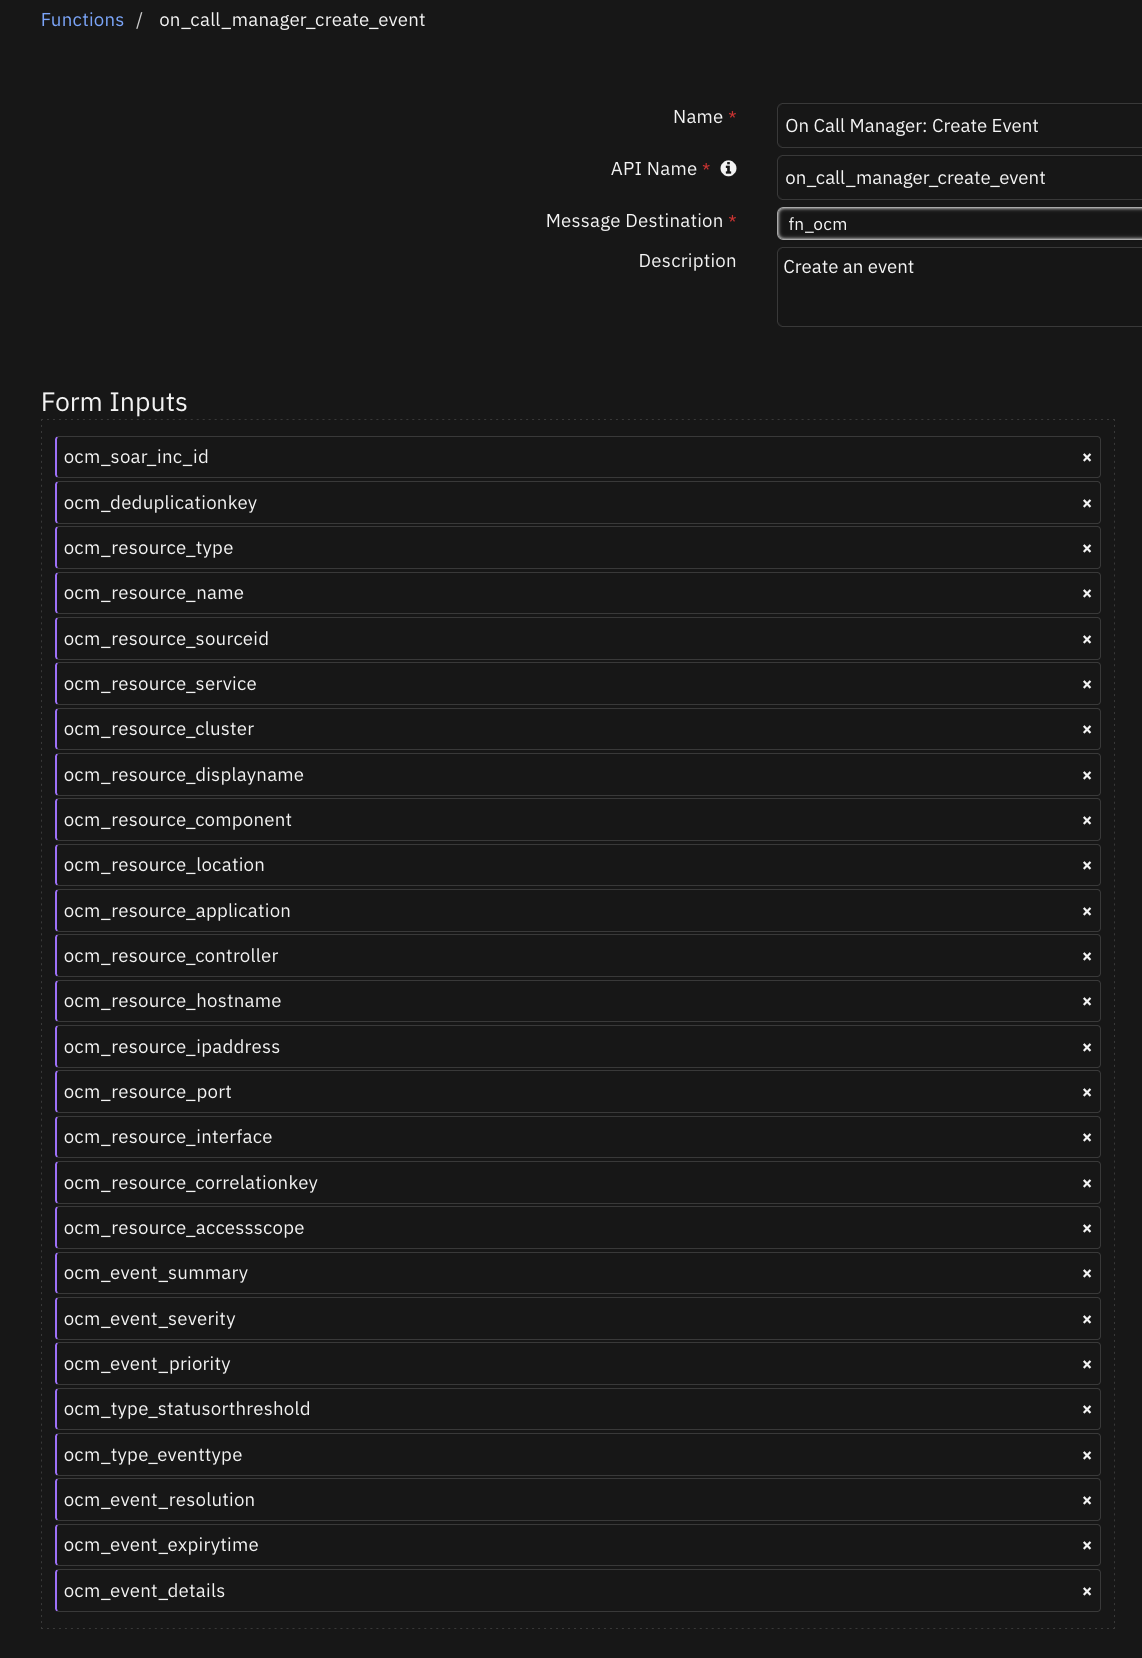 Functions / on_call_manager_create_event
Name *
On Call Manager: Create Event
API Name *
on_call_manager_create_event
Message Destination *
fn_ocm
Description
Create an event
Form Inputs
ocm_soar_inc_id ×
ocm_deduplicationkey ×
ocm_resource_type ×
ocm_resource_name ×
ocm_resource_sourceid ×
ocm_resource_service ×
ocm_resource_cluster ×
ocm_resource_displayname ×
ocm_resource_component ×
ocm_resource_location ×
ocm_resource_application ×
ocm_resource_controller ×
ocm_resource_hostname ×
ocm_resource_ipaddress ×
ocm_resource_port ×
ocm_resource_interface ×
ocm_resource_correlationkey ×
ocm_resource_accessscope ×
ocm_event_summary ×
ocm_event_severity ×
ocm_event_priority ×
ocm_type_statusorthreshold ×
ocm_type_eventtype ×
ocm_event_resolution ×
ocm_event_expirytime ×
ocm_event_details ×